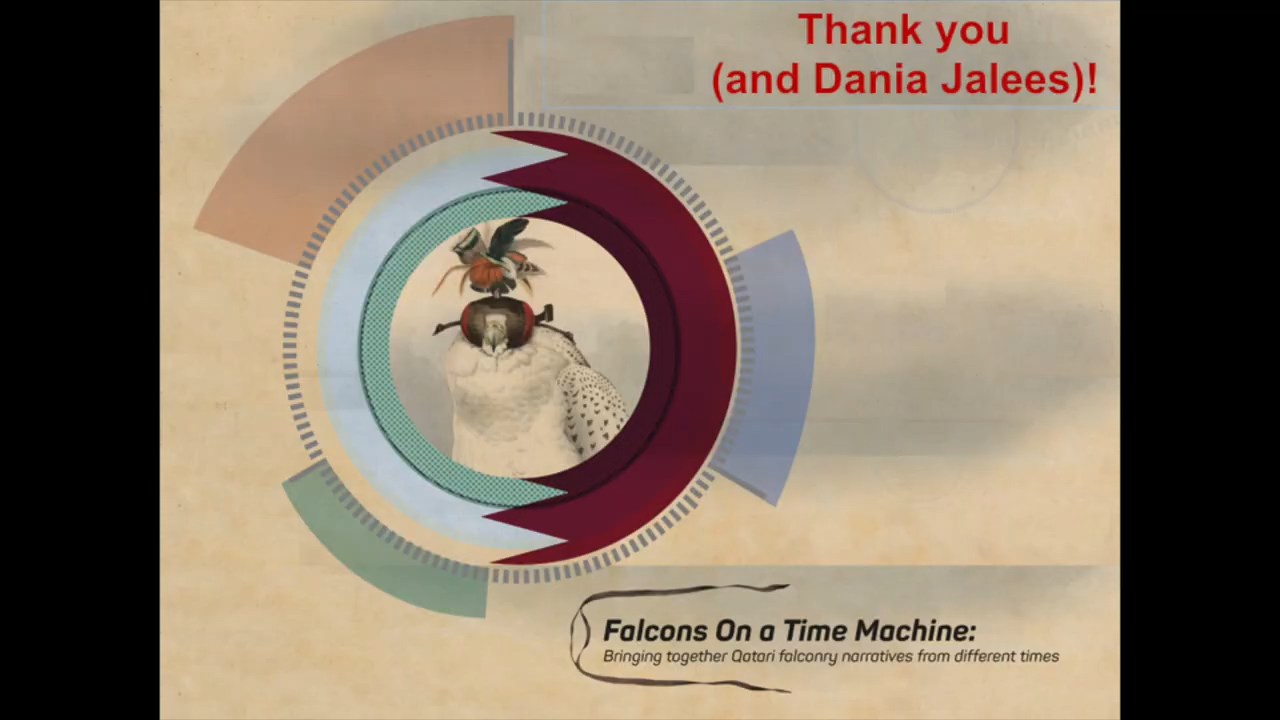 Thank you
(and Dania Jalees)!
Falcons On a Time Machine:
Bringing together Qatari falconry narratives from different times